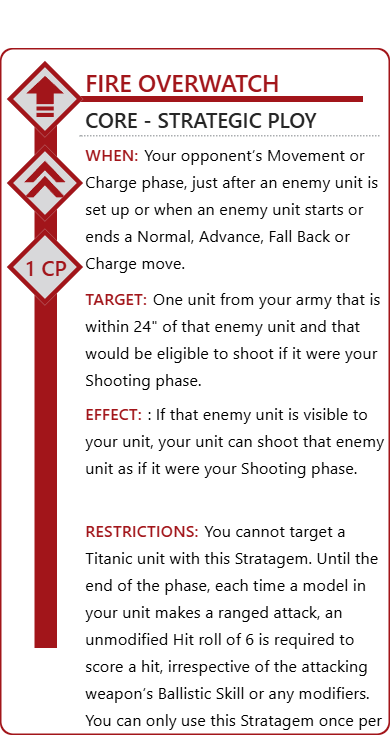 FIRE OVERWATCH
CORE - STRATEGIC PLOY
WHEN: Your opponent’s Movement or
Charge phase, just after an enemy unit is
set up or when an enemy unit starts or
ends a Normal, Advance, Fall Back or
1 CP
Charge move.
TARGET: One unit from your army that is
within 24" of that enemy unit and that
would be eligible to shoot if it were your
Shooting phase.
EFFECT: : If that enemy unit is visible to
your unit, your unit can shoot that enemy
unit as if it were your Shooting phase.
RESTRICTIONS: You cannot target a
Titanic unit with this Stratagem. Until the
end of the phase, each time a model in
your unit makes a ranged attack, an
unmodified Hit roll of 6 is required to
score a hit, irrespective of the attacking
weapon’s Ballistic Skill or any modifiers.
You can only use this Stratagem once per